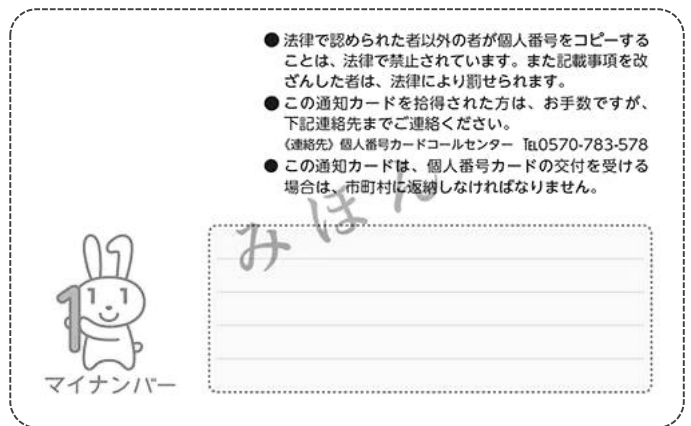 ● 法律で認められた者以外の者が個人番号をコピーする
ことは、法律で禁止されています。また記載事項を改
ざんした者は、法律により罰せられます。
● この通知カードを拾得された方は、お手数ですが、
下記連絡先までご連絡ください。
《連絡先》個人番号カードコールセンター ℡0570-783-578
● この通知カードは、個人番号カードの交付を受ける
場合は、市町村に返納しなければなりません。
みほん
1
マイナンバー